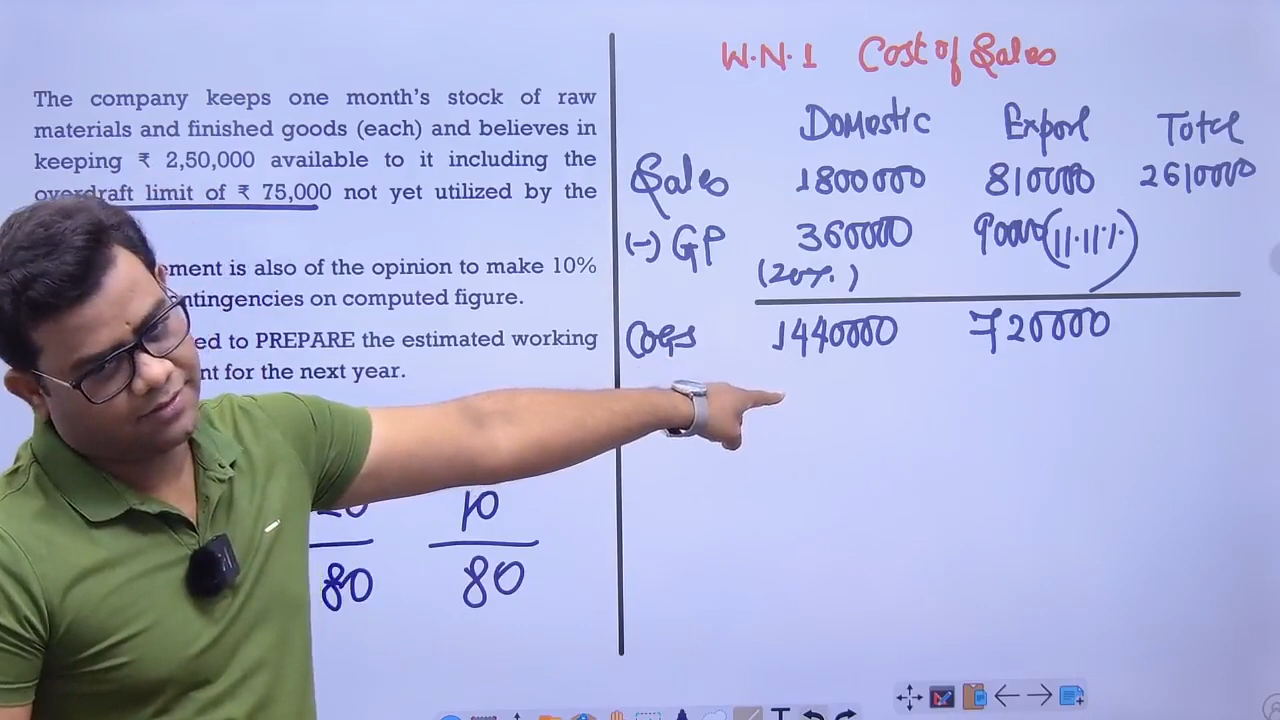 The company keeps one month's stock of raw
materials and finished goods (each) and believes in
keeping ₹ 2,50,000 available to it including the
overdraft limit of ₹ 75,000 not yet utilized by the
is also of the opinion to make 10%
on computed figure.
to PREPARE the estimated working
for the next year.
10
80 80
W.N.1 Cost of Sales
Domestic Export Total
Sales 1800000 810000 2610000
(-) GP 360000 90000 (11.11%)
(20%)
COGS 1440000 720000